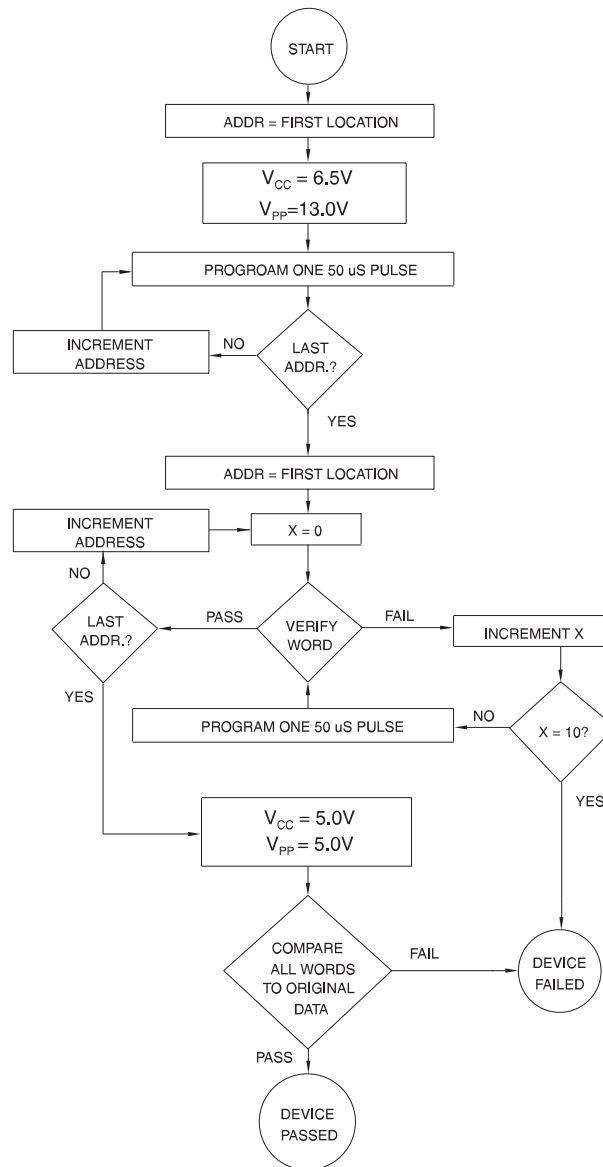 START
ADDR = FIRST LOCATION
VCC = 6.5V
VPP=13.0V
PROGROAM ONE 50 uS PULSE
INCREMENT
ADDRESS
NO
LAST
ADDR.?
YES
ADDR = FIRST LOCATION
INCREMENT
ADDRESS
X = 0
NO
LAST
ADDR.?
PASS
VERIFY
WORD
FAIL
INCREMENT X
YES
PROGRAM ONE 50 uS PULSE
NO
X = 10?
YES
VCC = 5.0V
VPP = 5.0V
COMPARE
ALL WORDS
TO ORIGINAL
DATA
FAIL
DEVICE
FAILED
PASS
DEVICE
PASSED